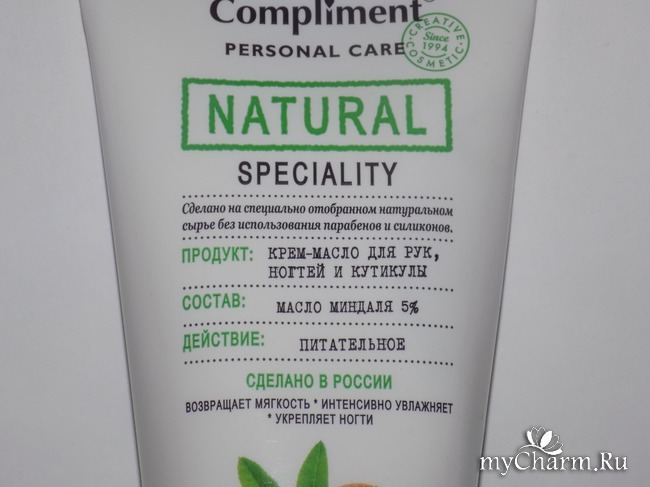 Compliment®
PERSONAL CARE
CREATIVE COSMETIC
Since
1994
NATURAL
SPECIALITY
Сделано на специально отобранном натуральном
сырье без использования парабенов и силиконов.
ПРОДУКТ: КРЕМ-МАСЛО ДЛЯ РУК,
НОГТЕЙ И КУТИКУЛЫ
СОСТАВ: МАСЛО МИНДАЛЯ 5%
ДЕЙСТВИЕ: ПИТАТЕЛЬНОЕ
СДЕЛАНО В РОССИИ
ВОЗВРАЩАЕТ МЯГКОСТЬ * ИНТЕНСИВНО УВЛАЖНЯЕТ
* УКРЕПЛЯЕТ НОГТИ
myCharm.Ru